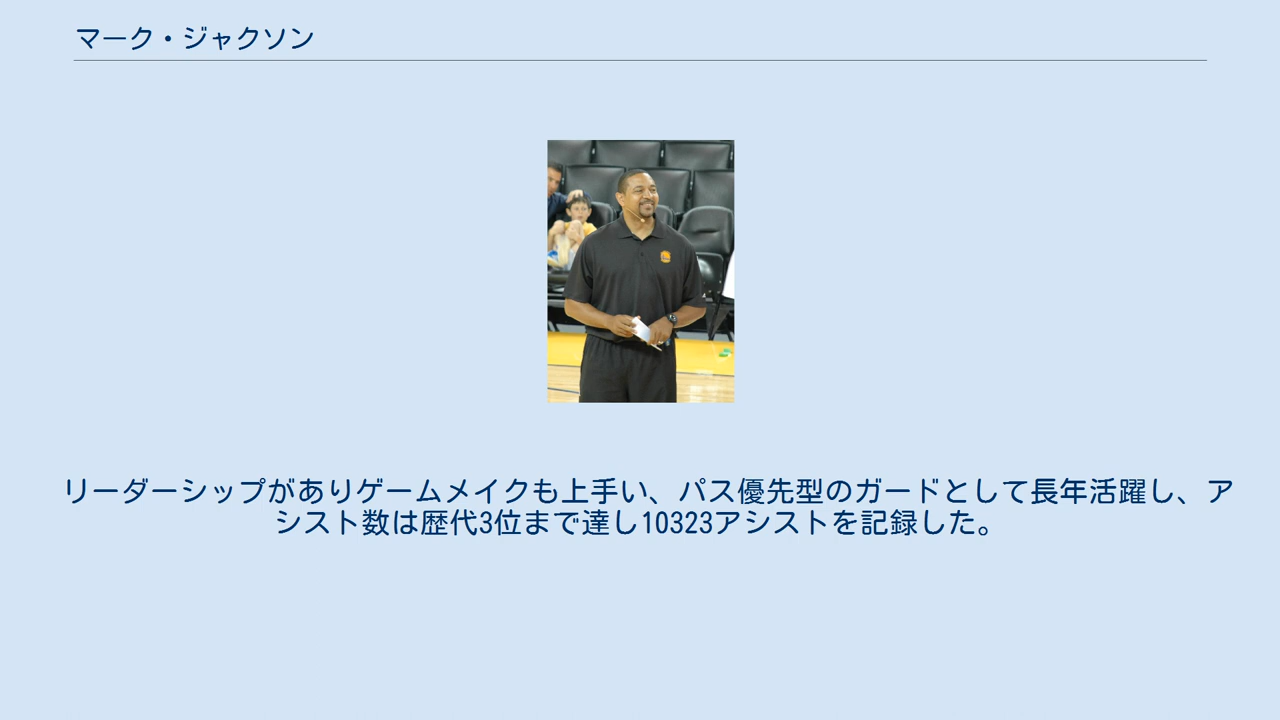 マーク・ジャクソン
リーダーシップがありゲームメイクも上手い、パス優先型のガードとして長年活躍し、ア
シスト数は歴代3位まで達し10323アシストを記録した。